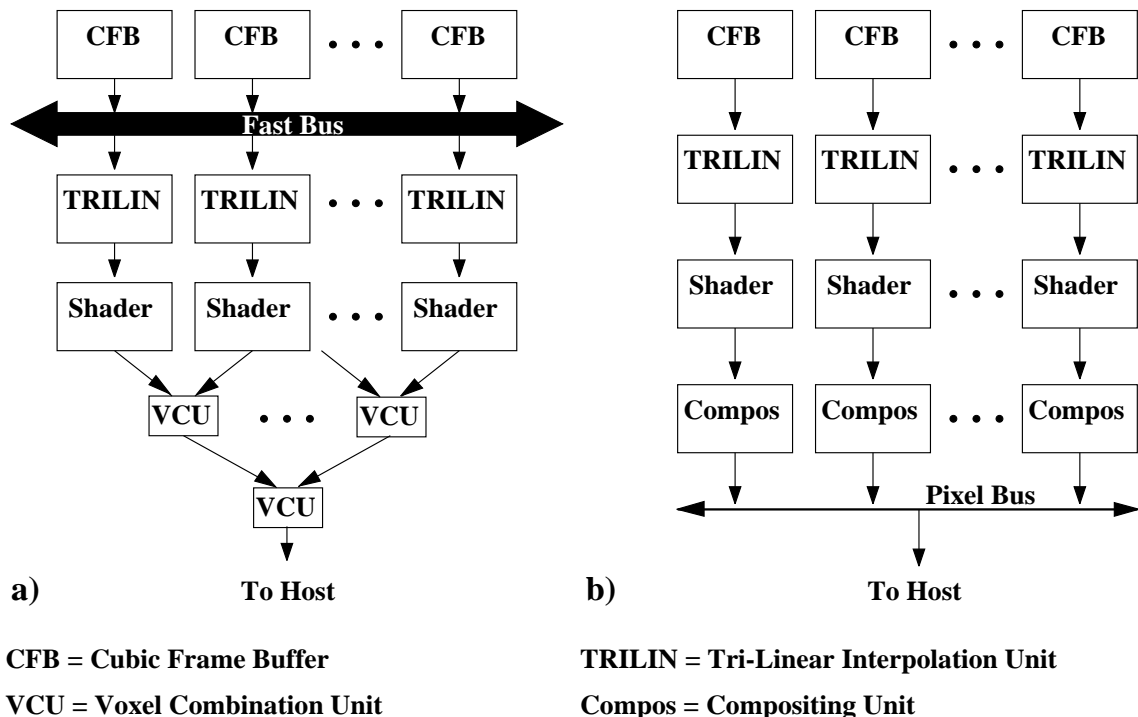 CFB CFB CFB
Fast Bus
TRILIN TRILIN TRILIN
Shader Shader Shader
VCU VCU
VCU
To Host
a)
CFB CFB CFB
TRILIN TRILIN TRILIN
Shader Shader Shader
Compos Compos Compos
Pixel Bus
To Host
b)
CFB = Cubic Frame Buffer
TRILIN = Tri-Linear Interpolation Unit
VCU = Voxel Combination Unit
Compos = Compositing Unit